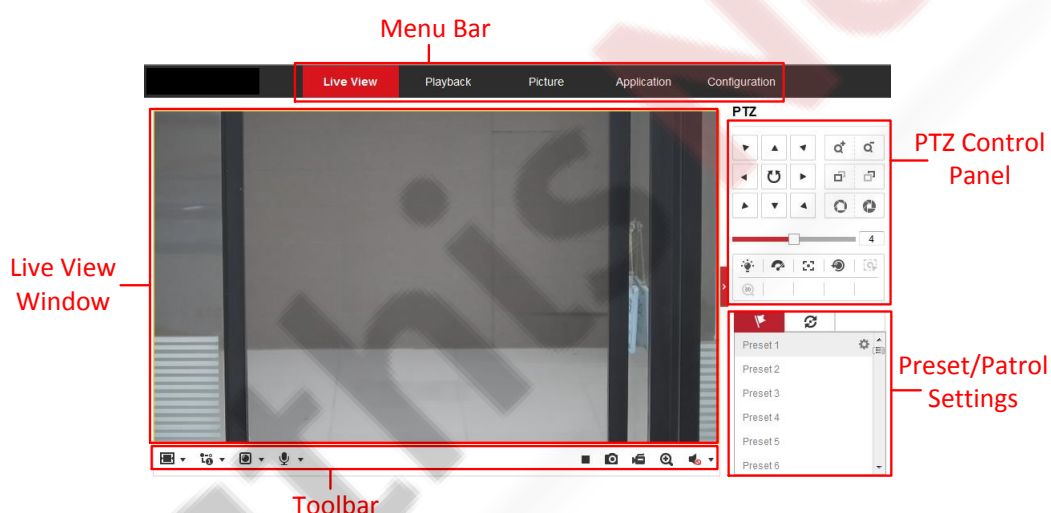 Menu Bar
Live View
Playback
Picture
Application
Configuration
PTZ
PTZ Control
Panel
4
Live View
Window
Preset 1
Preset 2
Preset 3
Preset 4
Preset 5
Preset 6
Preset/Patrol
Settings
Toolbar
this